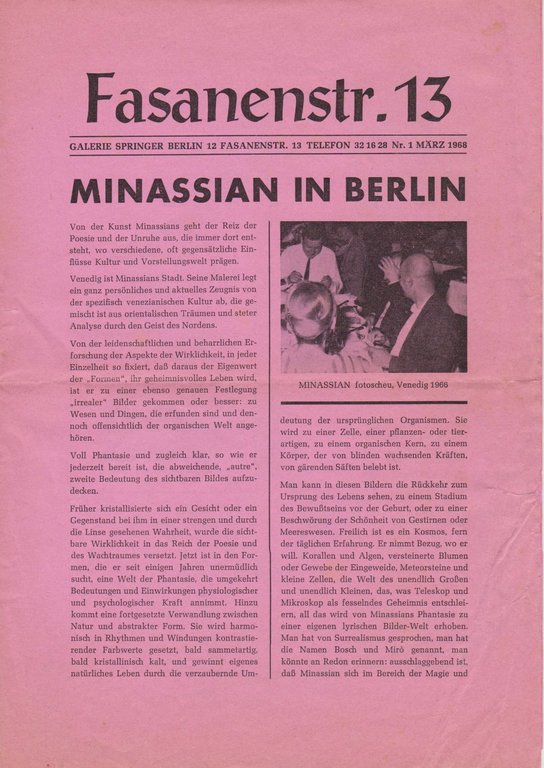 Fasanenstr. 13
GALERIE SPRINGER BERLIN 12 FASANENSTR. 13 TELEFON 32 16 28 Nr. 1 MÄRZ 1968
MINASSIAN IN BERLIN
Von der Kunst Minassians geht der Reiz der
Poesie und der Unruhe aus, die immer dort ent-
steht, wo verschiedene, oft gegensätzliche Ein-
flüsse Kultur und Vorstellungswelt prägen.
Venedig ist Minassians Stadt. Seine Malerei legt
ein ganz persönliches und aktuelles Zeugnis von
der spezifisch venezianischen Kultur ab, die ge-
mischt ist aus orientalischen Träumen und steter
Analyse durch den Geist des Nordens.
Von der leidenschaftlichen und beharrlichen Er-
forschung der Aspekte der Wirklichkeit, in jeder
Einzelheit so fixiert, daß daraus der Eigenwert
der „Formen", ihr geheimnisvolles Leben wird,
ist er zu einer ebenso genauen Festlegung
„irrealer" Bilder gekommen oder besser: zu
Wesen und Dingen, die erfunden sind und den-
noch offensichtlich der organischen Welt ange-
hören.
Voll Phantasie und zugleich klar, so wie er
jederzeit bereit ist, die abweichende, „autre",
zweite Bedeutung des sichtbaren Bildes aufzu-
decken.
Früher kristallisierte sich ein Gesicht oder ein
Gegenstand bei ihm in einer strengen und durch
die Linse gesehenen Wahrheit, wurde die sicht-
bare Wirklichkeit in das Reich der Poesie und
des Wachtraumes versetzt. Jetzt ist in den For-
men, die er seit einigen Jahren unermüdlich
sucht, eine Welt der Phantasie, die umgekehrt
Bedeutungen und Einwirkungen physiologischer
und psychologischer Kraft annimmt. Hinzu
kommt eine fortgesetzte Verwandlung zwischen
Natur und abstrakter Form. Sie wird harmo-
nisch in Rhythmen und Windungen kontrastie-
render Farbwerte gesetzt, bald sammetartig,
bald kristallinisch kalt, und gewinnt eigenes
natürliches Leben durch die verzaubernde Um-
MINASSIAN fotoscheu, Venedig 1966
deutung der ursprünglichen Organismen. Sie
wird zu einer Zelle, einer pflanzen- oder tier-
artigen, zu einem organischen Kern, zu einem
Körper, der von blinden wachsenden Kräften,
von gärenden Säften belebt ist.
Man kann in diesen Bildern die Rückkehr zum
Ursprung des Lebens sehen, zu einem Stadium
des Bewußtseins vor der Geburt, oder zu einer
Beschwörung der Schönheit von Gestirnen oder
Meereswesen. Freilich ist es ein Kosmos, fern
der täglichen Erfahrung. Er nimmt Bezug, wo er
will. Korallen und Algen, versteinerte Blumen
oder Gewebe der Eingeweide, Meteorsteine und
kleine Zellen, die Welt des unendlich Großen
und unendlich Kleinen, das, was Teleskop und
Mikroskop als fesselndes Geheimnis entschlei-
ern, all das wird von Minassians Phantasie zu
einer eigenen lyrischen Bilder-Welt erhoben.
Man hat von Surrealismus gesprochen, man hat
die Namen Bosch und Miró genannt, man
könnte an Redon erinnern: ausschlaggebend ist,
daß Minassian sich im Bereich der Magie und